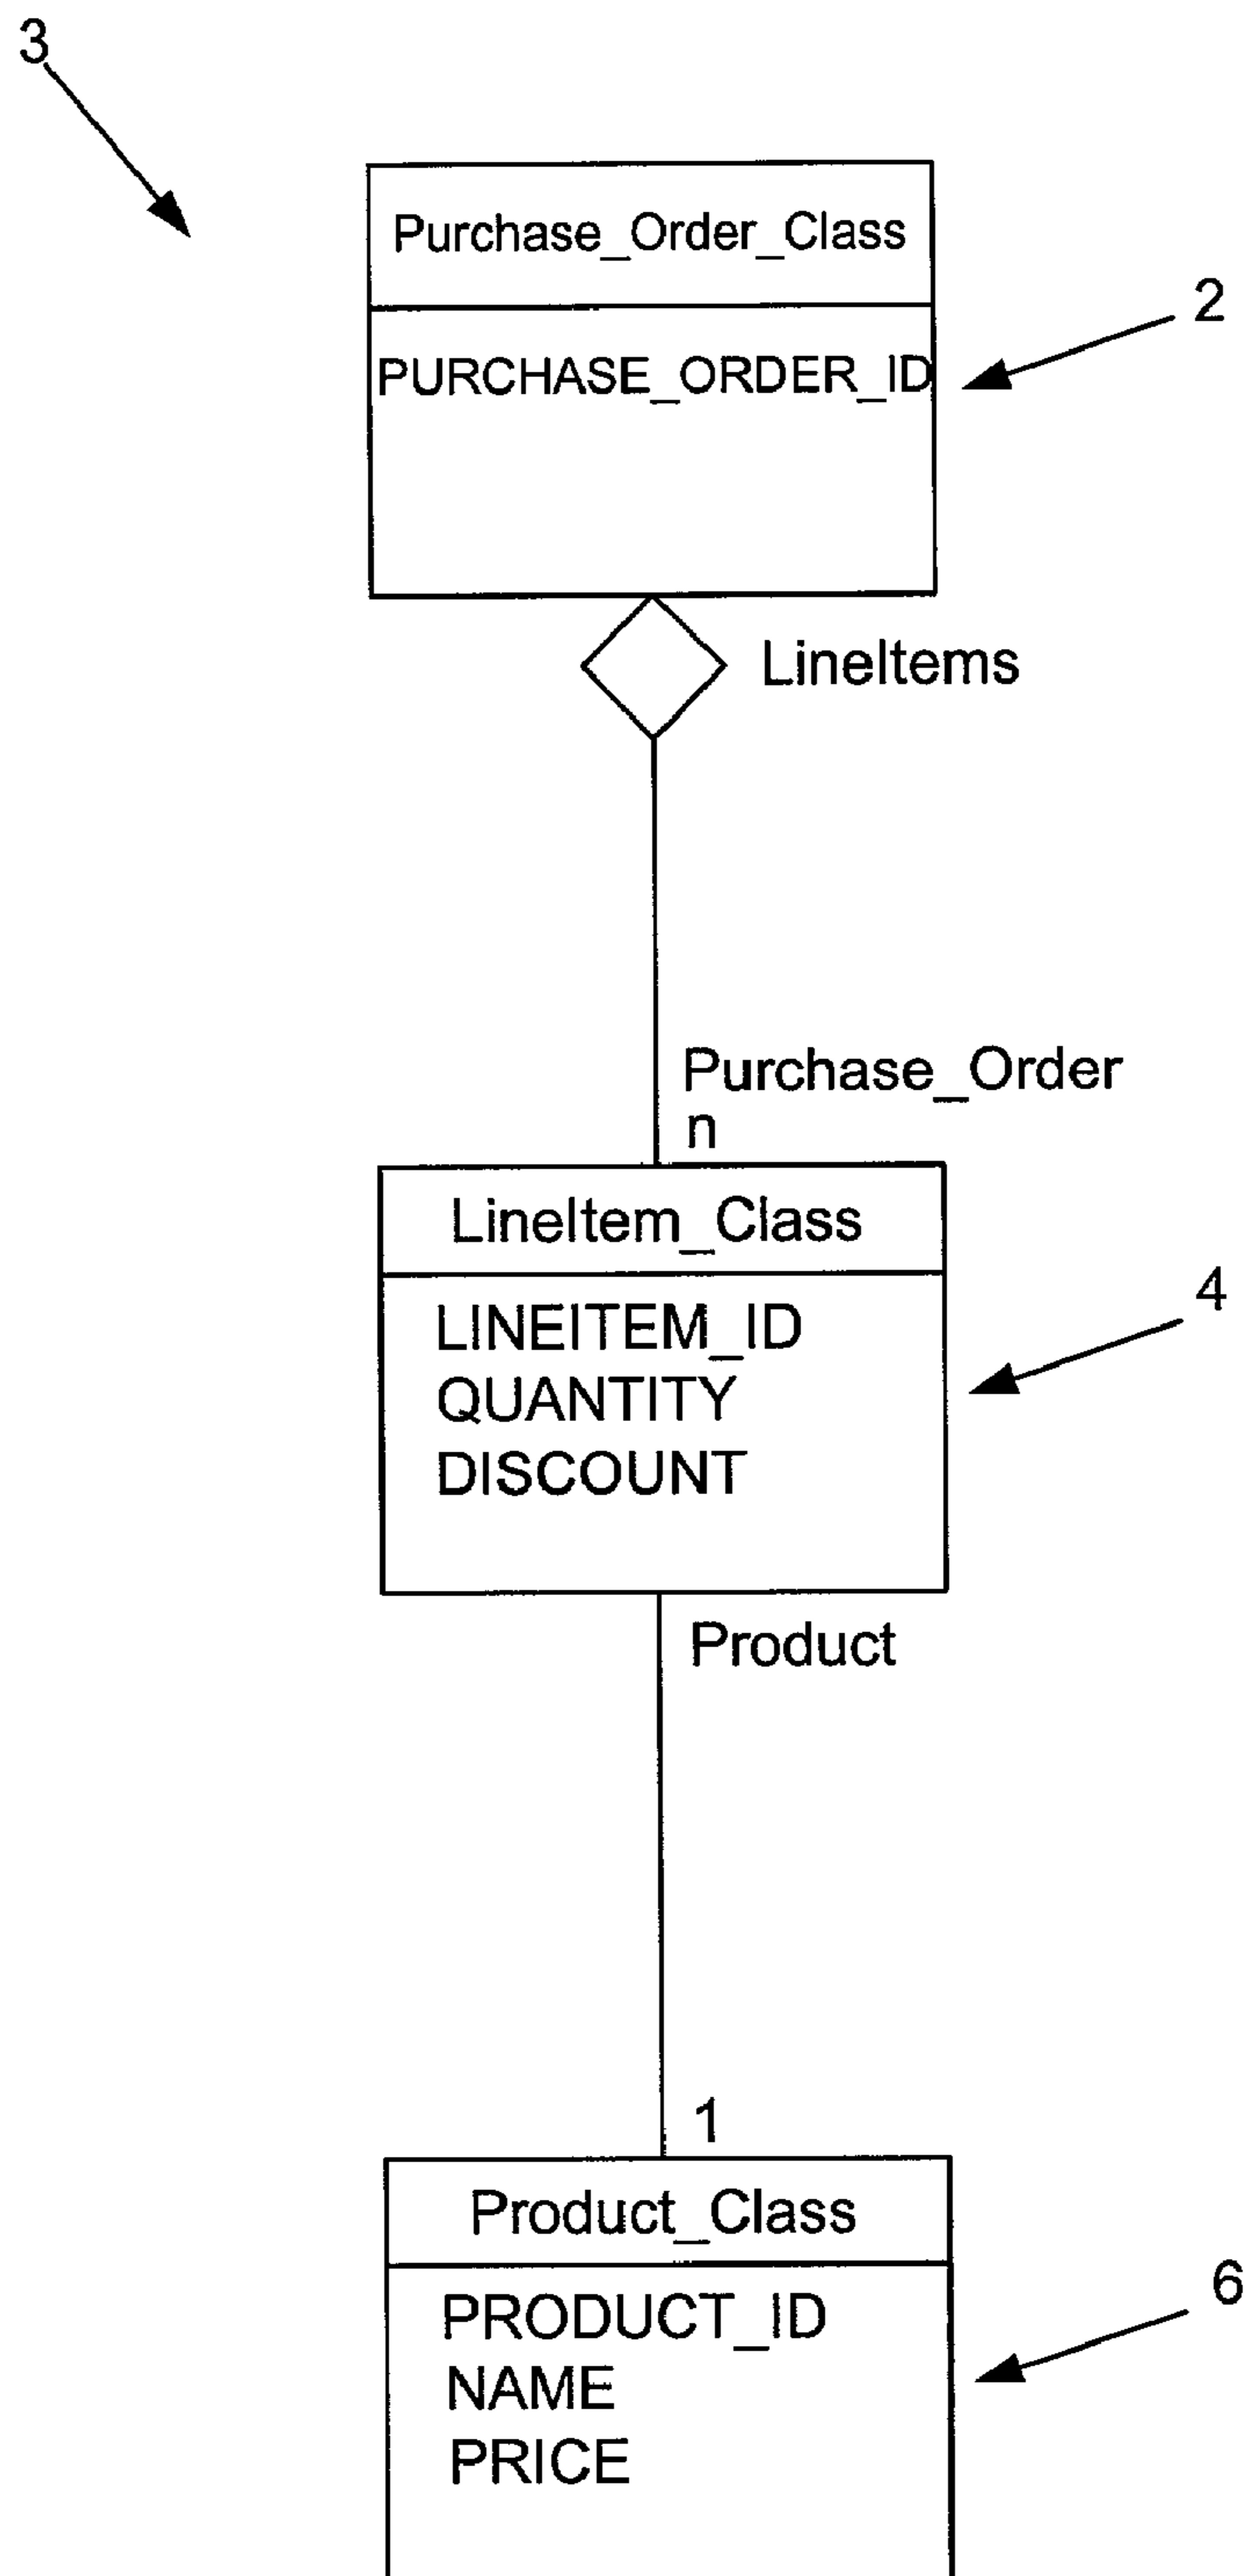 3
Purchase_Order_Class
2
PURCHASE_ORDER_ID
LineItems
Purchase_Order
n
LineItem_Class
4
LINEITEM_ID
QUANTITY
DISCOUNT
Product
1
Product_Class
6
PRODUCT_ID
NAME
PRICE